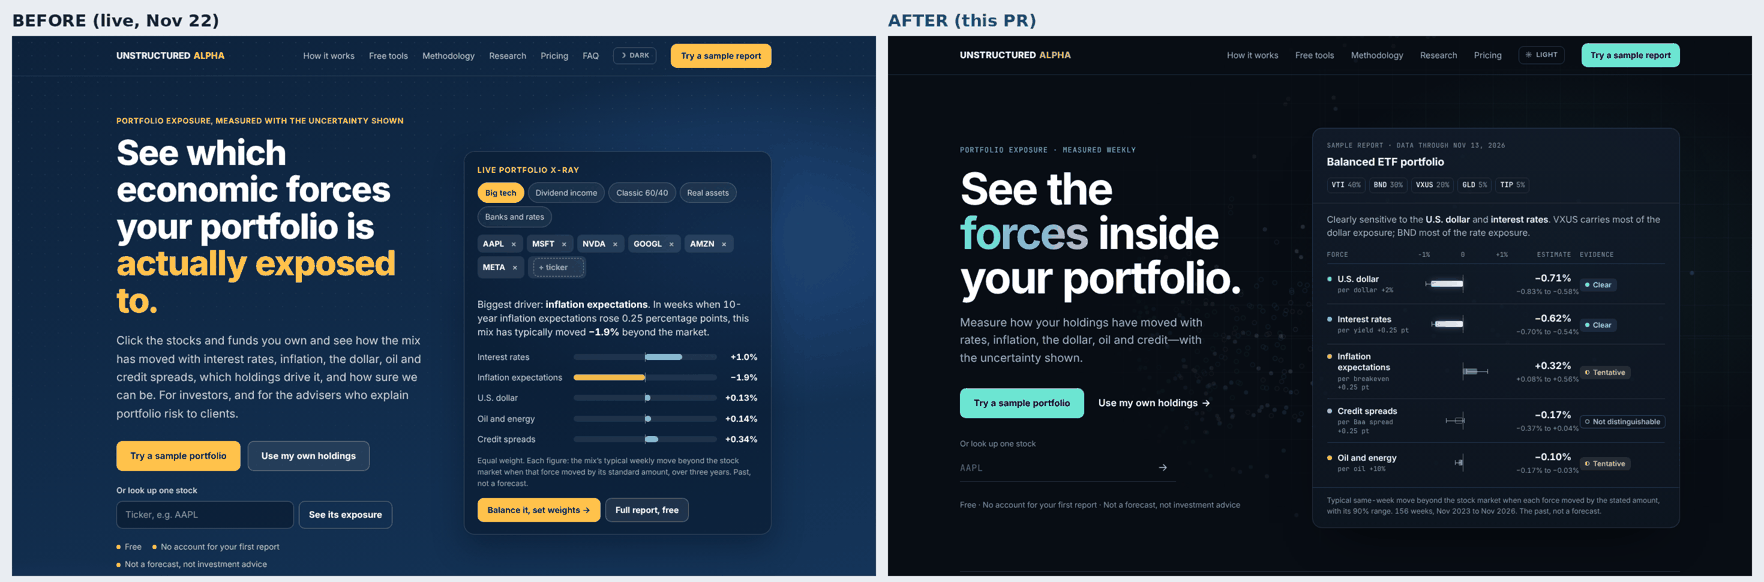 BEFORE (live, Nov 22)
UNSTRUCTURED ALPHA
How it works
Free tools
Methodology
Research
Pricing
FAQ
DARK
Try a sample report
PORTFOLIO EXPOSURE, MEASURED WITH THE UNCERTAINTY SHOWN
See which
economic forces
your portfolio is
actually exposed
to.
Click the stocks and funds you own and see how the mix
has moved with interest rates, inflation, the dollar, oil and
credit spreads, which holdings drive it, and how sure we
can be. For investors, and for the advisers who explain
portfolio risk to clients.
Try a sample portfolio
Use my own holdings
Or look up one stock
Ticker, e.g. AAPL
See its exposure
Free
No account for your first report
Not a forecast, not investment advice
LIVE PORTFOLIO X-RAY
Big tech
Dividend income
Classic 60/40
Real assets
Banks and rates
AAPL ×
MSFT ×
NVDA ×
GOOGL ×
AMZN ×
META ×
+ ticker
Biggest driver: inflation expectations. In weeks when 10-
year inflation expectations rose 0.25 percentage points, this
mix has typically moved −1.9% beyond the market.
Interest rates +1.0%
Inflation expectations −1.9%
U.S. dollar +0.13%
Oil and energy +0.14%
Credit spreads +0.34%
Equal weight. Each figure: the mix's typical weekly move beyond the stock
market when that force moved by its standard amount, over three years. Past,
not a forecast.
Balance it, set weights →
Full report, free
AFTER (this PR)
UNSTRUCTURED ALPHA
How it works
Free tools
Methodology
Research
Pricing
LIGHT
Try a sample report
PORTFOLIO EXPOSURE · MEASURED WEEKLY
See the
forces inside
your portfolio.
Measure how your holdings have moved with
rates, inflation, the dollar, oil and credit—with
the uncertainty shown.
Try a sample portfolio
Use my own holdings →
Or look up one stock
AAPL →
Free · No account for your first report · Not a forecast, not investment advice
SAMPLE REPORT · DATA THROUGH NOV 13, 2026
Balanced ETF portfolio
VTI 40%
BND 30%
VXUS 20%
GLD 5%
TIP 5%
Clearly sensitive to the U.S. dollar and interest rates. VXUS carries most of the
dollar exposure; BND most of the rate exposure.
FORCE −1% 0 +1% ESTIMATE EVIDENCE
U.S. dollar −0.71% Clear
per dollar +2% −0.83% to −0.58%
Interest rates −0.62% Clear
per yield +0.25 pt −0.70% to −0.54%
Inflation
expectations +0.32% Tentative
per breakeven +0.08% to +0.56%
+0.25 pt
Credit spreads −0.17% Not distinguishable
per Baa spread −0.37% to +0.04%
+0.25 pt
Oil and energy −0.10% Tentative
per oil +10% −0.17% to −0.03%
Typical same-week move beyond the stock market when each force moved by the stated amount,
with its 90% range. 156 weeks, Nov 2023 to Nov 2026. The past, not a forecast.